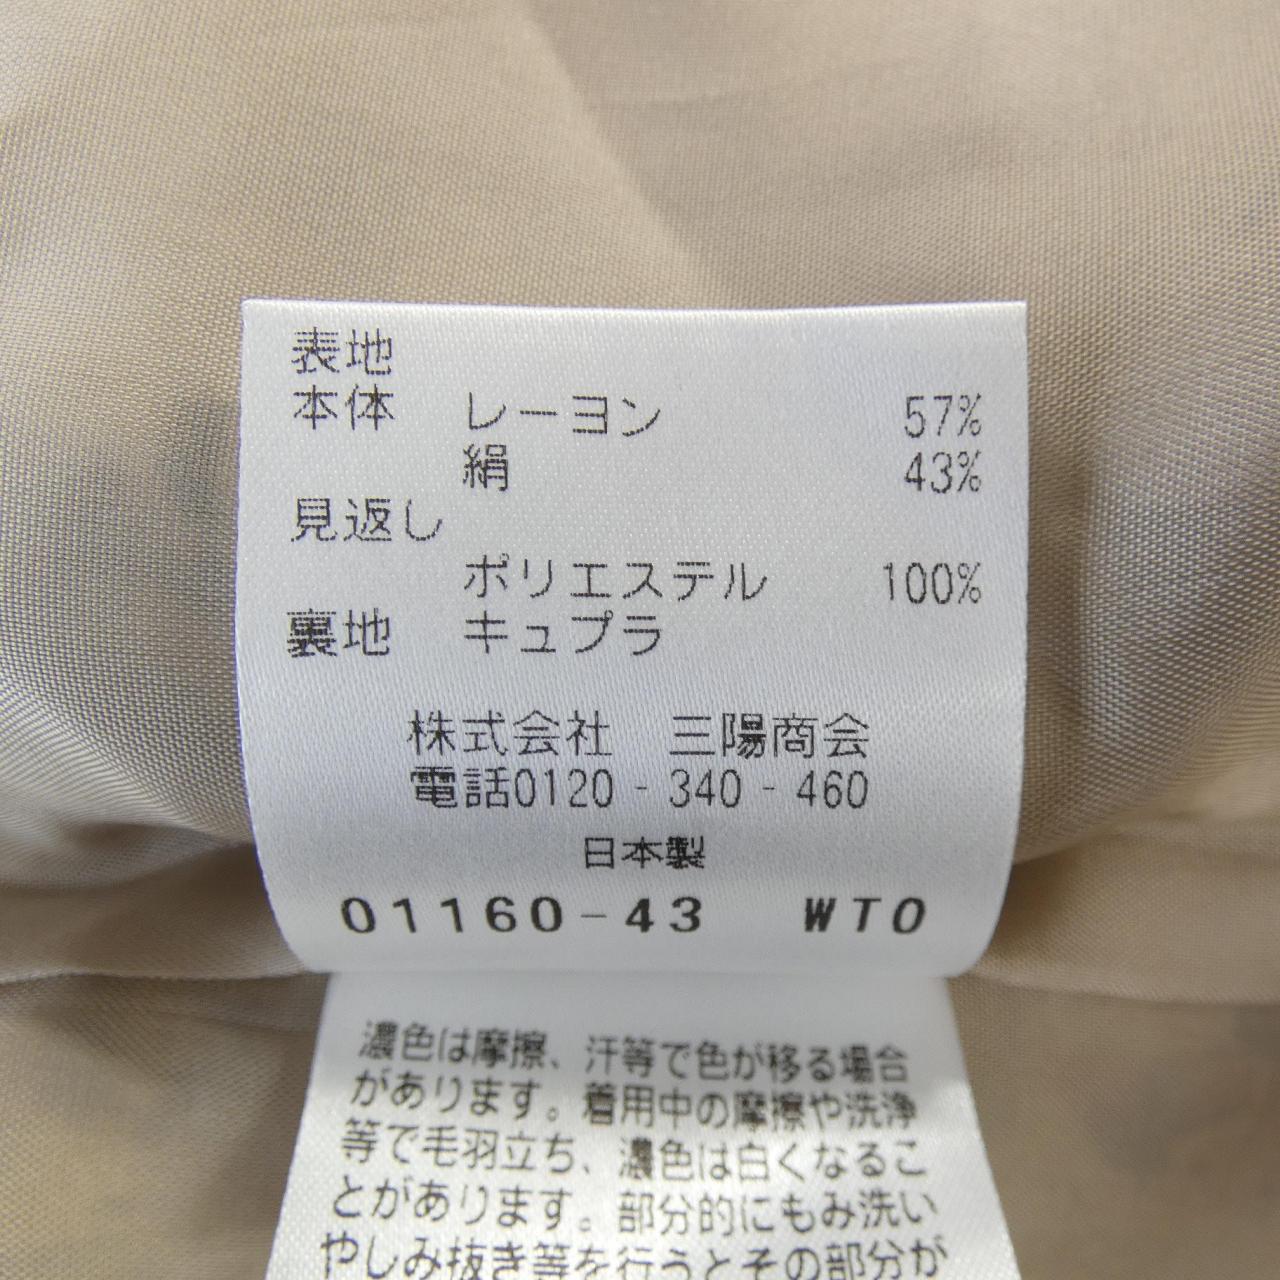 表地
本体 レーヨン 57%
絹 43%
見返し
ポリエステル 100%
裏地 キュプラ
株式会社 三陽商会
電話0120-340-460
日本製
01160-43 WTO
濃色は摩擦、汗等で色が移る場合
があります。着用中の摩擦や洗浄
等で毛羽立ち、濃色は白くなるこ
とがあります。部分的にもみ洗い
やしみ抜き等を行うとその部分が